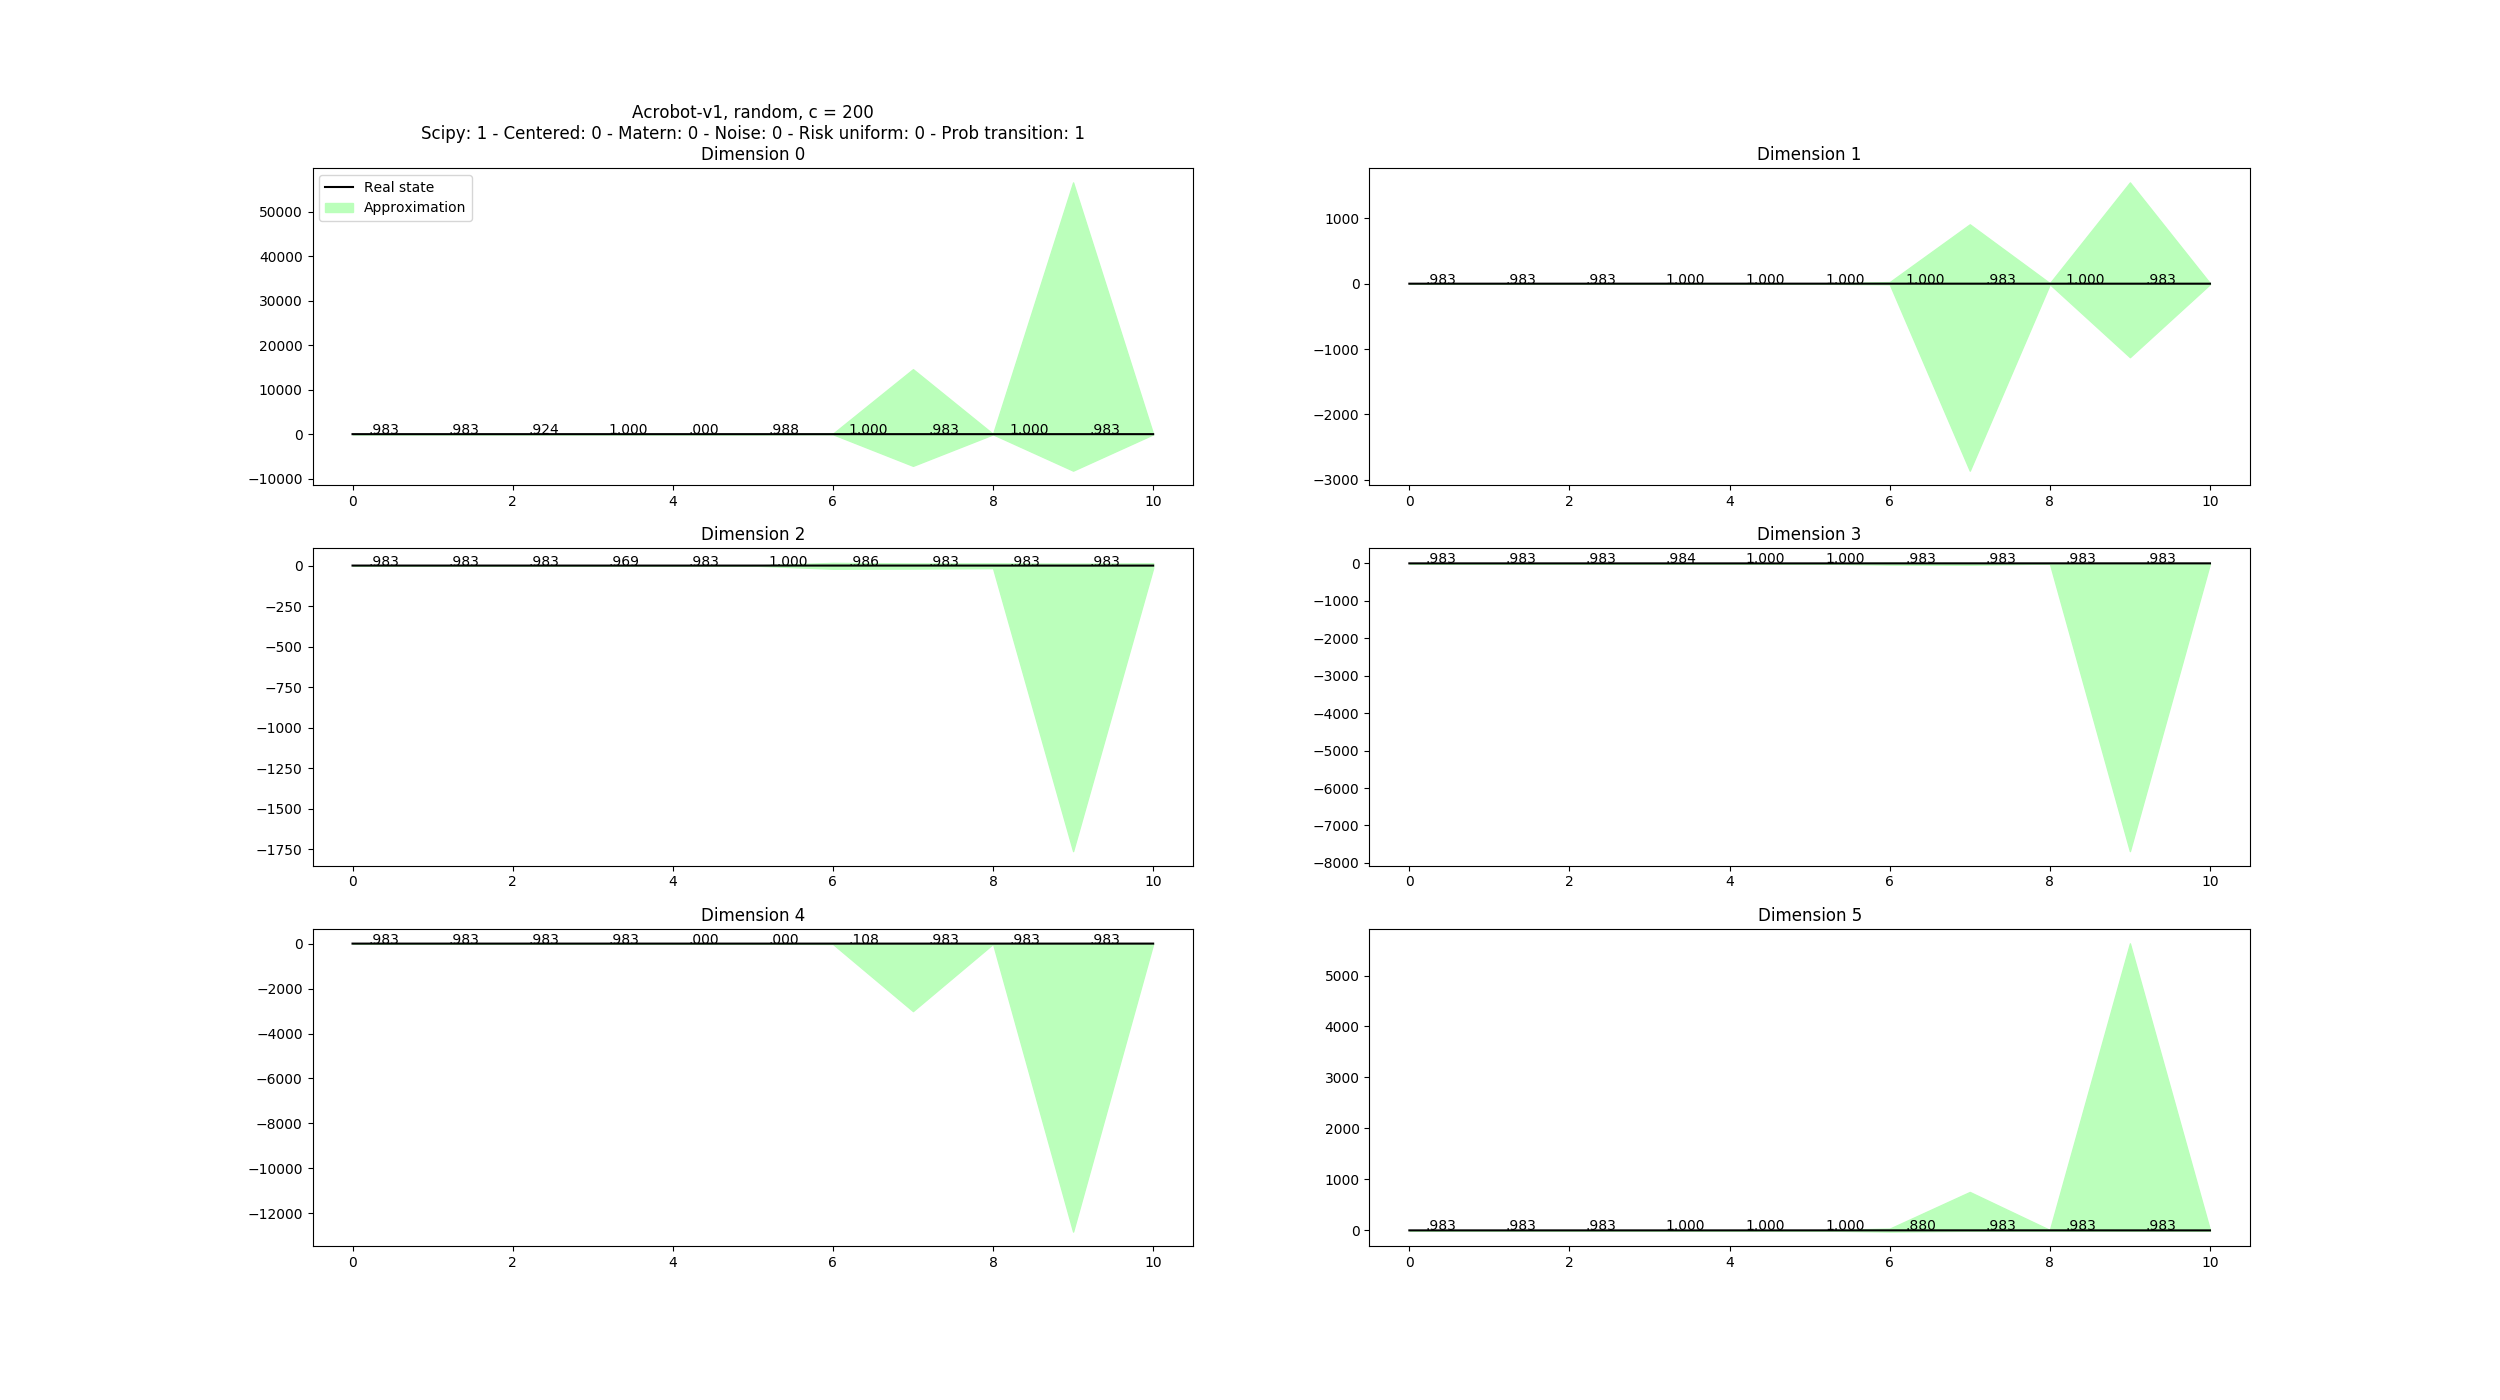 Acrobot-v1, random, c = 200
Scipy: 1 - Centered: 0 - Matern: 0 - Noise: 0 - Risk uniform: 0 - Prob transition: 1
Dimension 0
Real state
Approximation
50000
40000
30000
20000
10000
0
−10000
.983 .983 .924 1.000 .000 .988 1.000 .983 1.000 .983
0 2 4 6 8 10
Dimension 1
1000
0
−1000
−2000
−3000
.983 .983 .983 1.000 1.000 1.000 1.000 .983 1.000 .983
0 2 4 6 8 10
Dimension 2
.983 .983 .983 .969 .983 1.000 .986 .983 .983 .983
0
−250
−500
−750
−1000
−1250
−1500
−1750
0 2 4 6 8 10
Dimension 3
.983 .983 .983 .984 1.000 1.000 .983 .983 .983 .983
0
−1000
−2000
−3000
−4000
−5000
−6000
−7000
−8000
0 2 4 6 8 10
Dimension 4
.983 .983 .983 .983 .000 .000 .108 .983 .983 .983
0
−2000
−4000
−6000
−8000
−10000
−12000
0 2 4 6 8 10
Dimension 5
5000
4000
3000
2000
1000
0
.983 .983 .983 1.000 1.000 1.000 .880 .983 .983 .983
0 2 4 6 8 10